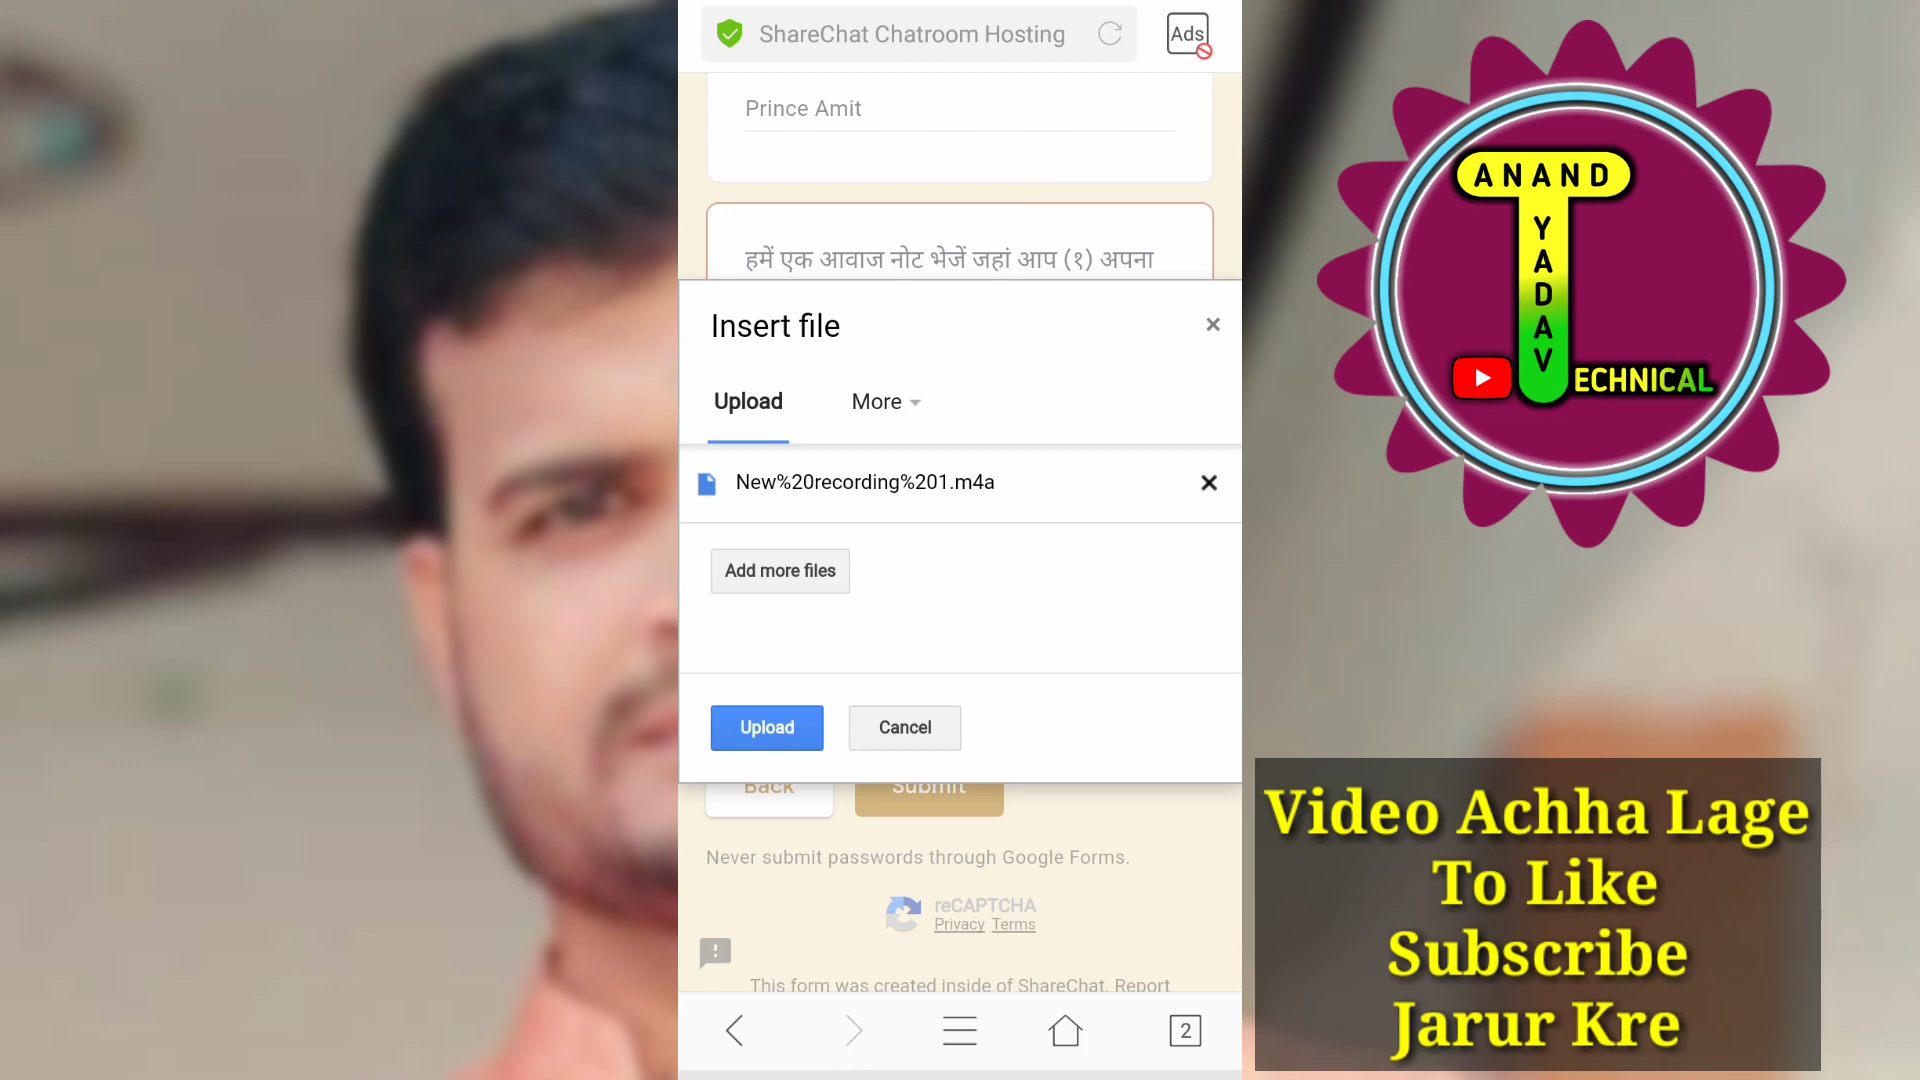 ShareChat Chatroom Hosting
Ads
Prince Amit
हमें एक आवाज नोट भेजें जहां आप (१) अपना
Insert file
×
Upload
More
New%20recording%201.m4a
Add more files
Upload
Cancel
Back
Submit
Never submit passwords through Google Forms.
reCAPTCHA
Privacy Terms
This form was created inside of ShareChat. Report
2
ANAND
YADAV
ECHNICAL
Video Achha Lage
To Like
Subscribe
Jarur Kre